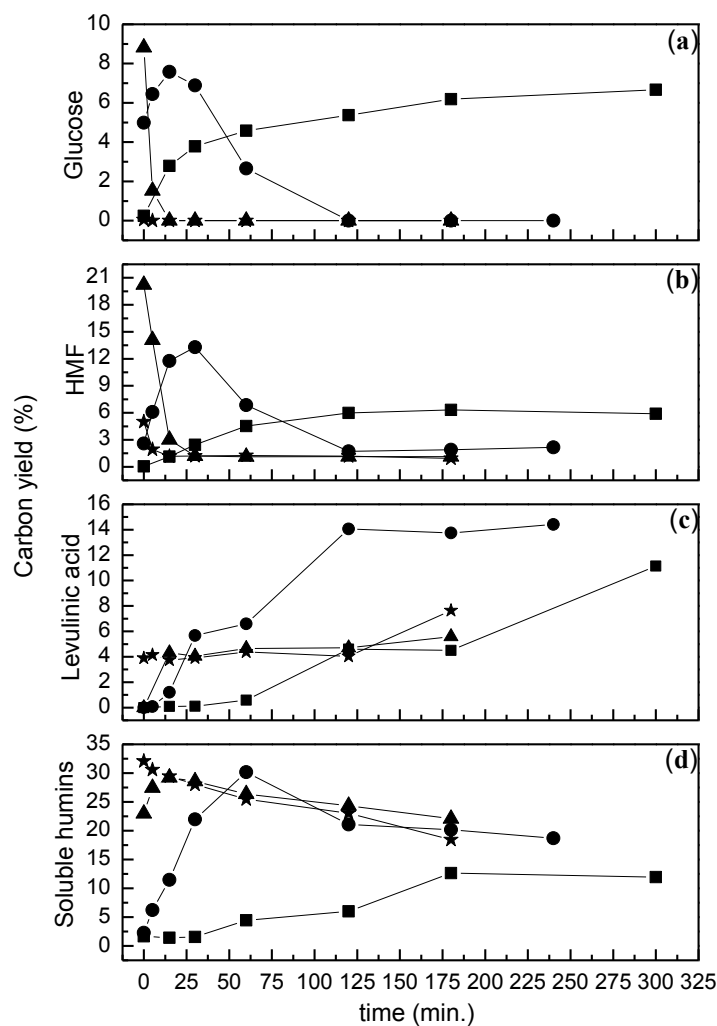 (a)
10
8
6
4
2
0
Glucose
(b)
21
18
15
12
9
6
3
0
HMF
Carbon yield (%)
(c)
16
14
12
10
8
6
4
2
0
Levulinic acid
(d)
35
30
25
20
15
10
5
0
Soluble humins
0 25 50 75 100 125 150 175 200 225 250 275 300 325
time (min.)